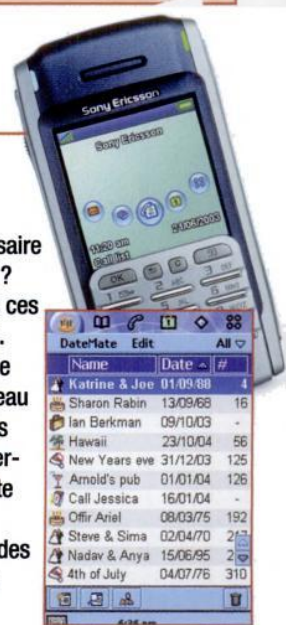 Sony Ericsson
Sony Ericsson
11:20 am
21/06/2003
Call list
OK
C
saire
?
ces
.
e
eau
s
er-
te
des
DateMate Edit All
Name Date #
Katrine & Joe 01/09/88 4
Sharon Rabin 13/09/68 16
Ian Berkman 09/10/03 -
Hawaii 23/10/04 56
New Years eve 31/12/03 125
Arnold's pub 01/01/04 126
Call Jessica 16/01/04 -
Offir Ariel 08/03/75 192
Steve & Sima 02/04/70
Nadav & Anya 15/06/95
4th of July 04/07/76 310